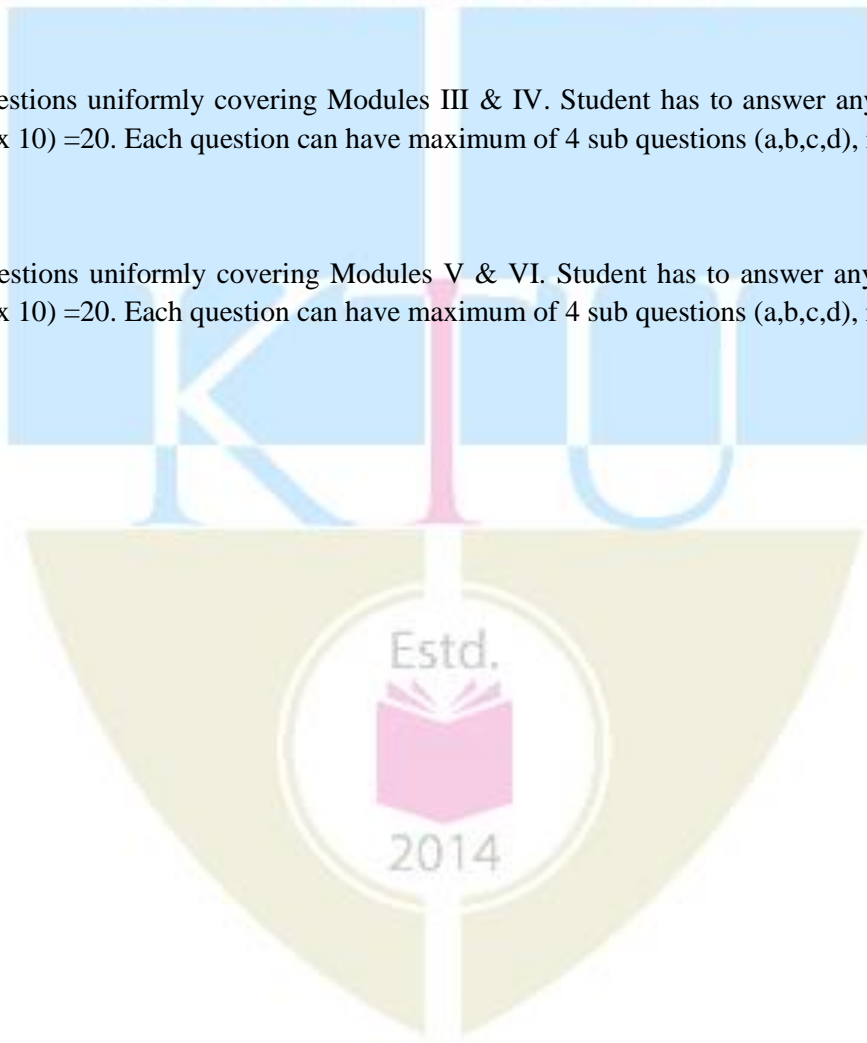 estions uniformly covering Modules III & IV. Student has to answer any
x 10) =20. Each question can have maximum of 4 sub questions (a,b,c,d),
estions uniformly covering Modules V & VI. Student has to answer any
x 10) =20. Each question can have maximum of 4 sub questions (a,b,c,d),
KTU
Estd.
2014